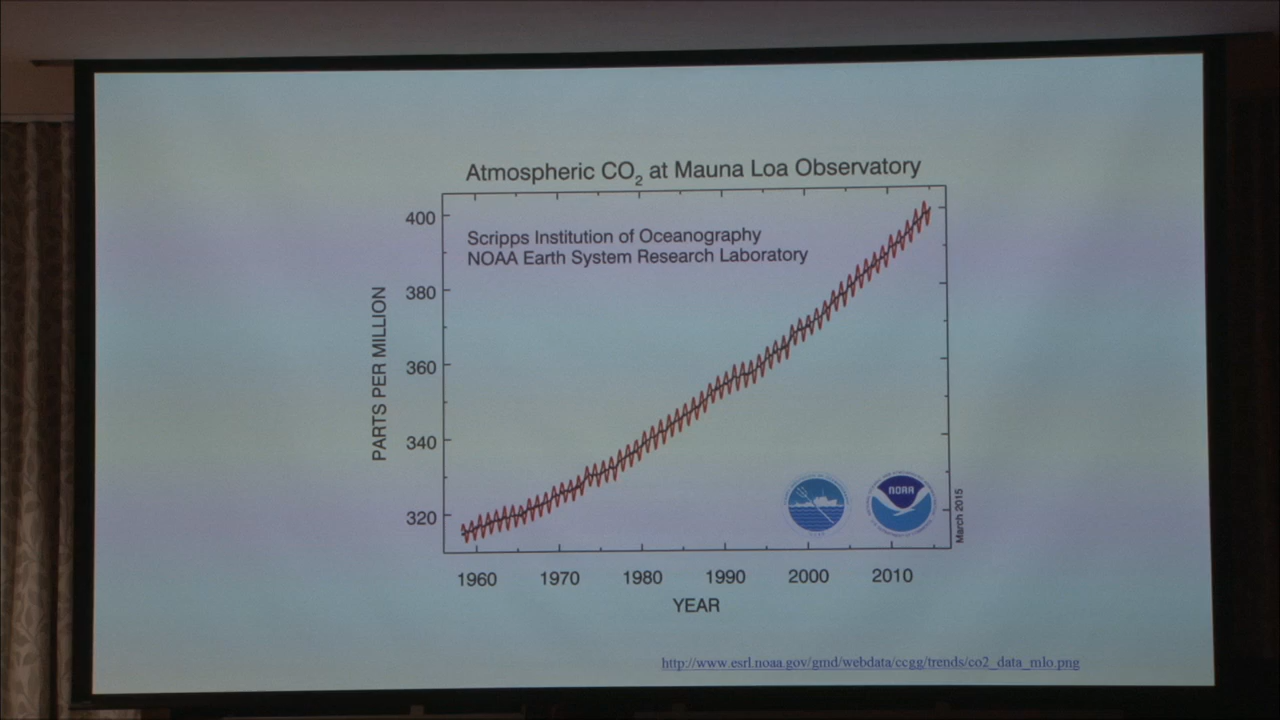 Atmospheric CO₂ at Mauna Loa Observatory
Scripps Institution of Oceanography
NOAA Earth System Research Laboratory
PARTS PER MILLION
400
380
360
340
320
NOAA
March 2015
1960 1970 1980 1990 2000 2010
YEAR
http://www.esrl.noaa.gov/gmd/webdata/ccgg/trends/co2_data_mlo.png